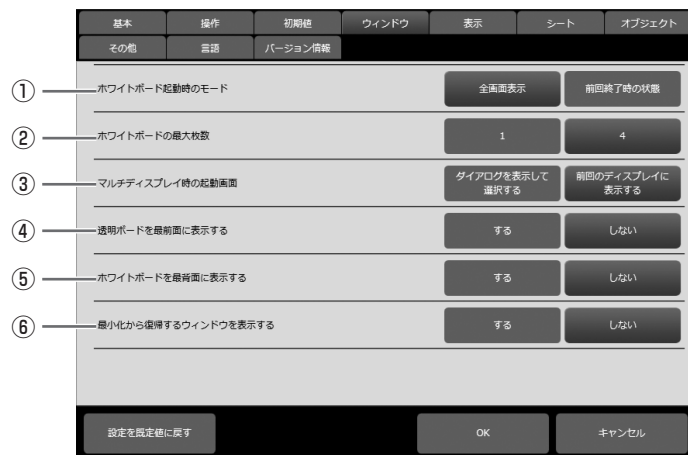 基本 操作 初期値 ウィンドウ 表示 シート オブジェクト
その他 言語 バージョン情報
① ホワイトボード起動時のモード 全画面表示 前回終了時の状態
② ホワイトボードの最大枚数 1 4
③ マルチディスプレイ時の起動画面 ダイアログを表示して 前回のディスプレイに
選択する 表示する
④ 透明ボードを最前面に表示する する しない
⑤ ホワイトボードを最背面に表示する する しない
⑥ 最小化から復帰するウィンドウを表示する する しない
設定を既定値に戻す OK キャンセル